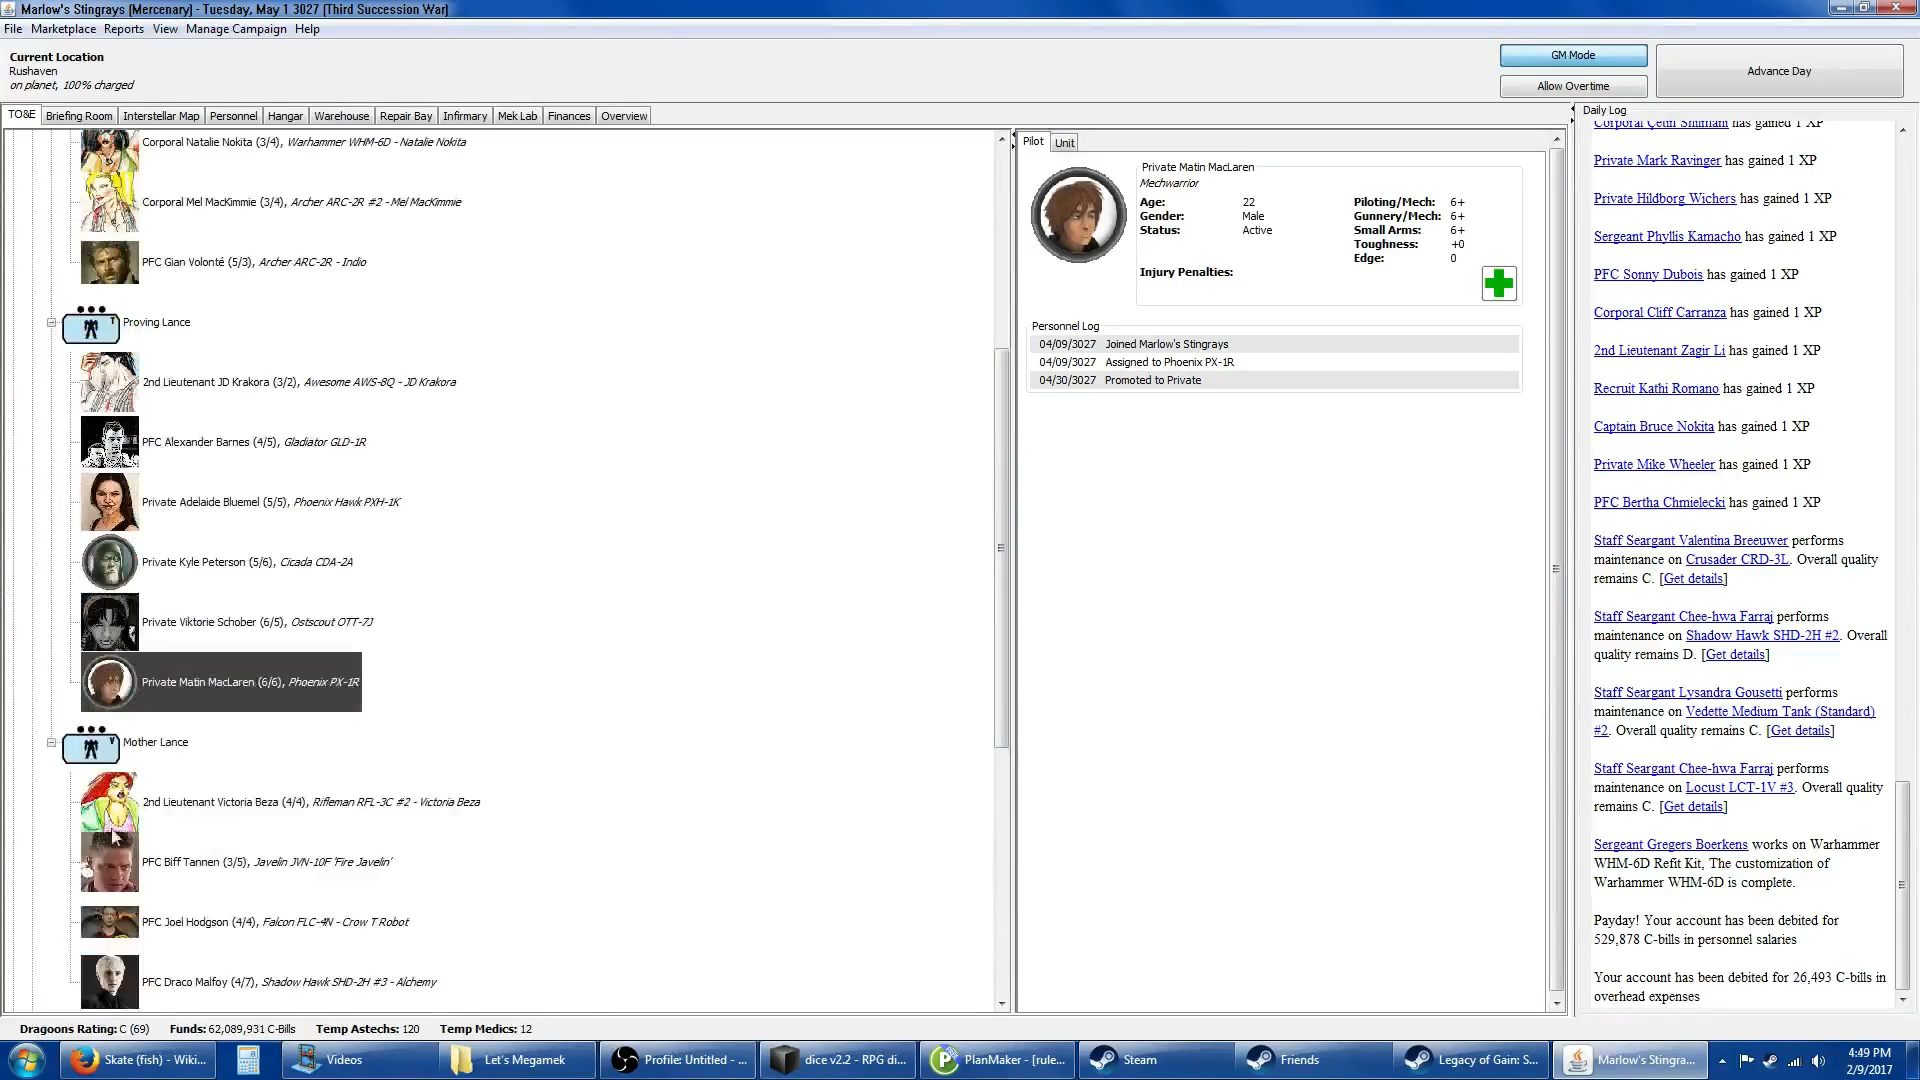 Marlow's Stingrays (Mercenary) - Tuesday, May 1 3027 (Third Succession War)
File Marketplace Reports View Manage Campaign Help
Current Location
Rushaven
on planet, 100% charged
GM Mode
Allow Overtime
Advance Day
TO&E Briefing Room Interstellar Map Personnel Hangar Warehouse Repair Bay Infirmary Mek Lab Finances Overview
Corporal Natalie Nokita (3/4), Warhammer WHM-6D - Natalie Nokita
Corporal Mel MacKimmie (3/4), Archer ARC-2R #2 - Mel MacKimmie
PFC Gian Volonté (5/3), Archer ARC-2R - Indio
Proving Lance
2nd Lieutenant JD Krakora (3/2), Awesome AWS-8Q - JD Krakora
PFC Alexander Barnes (4/5), Gladiator GLD-1R
Private Adelaide Bluemel (5/5), Phoenix Hawk PXH-1K
Private Kyle Peterson (5/6), Cicada CDA-2A
Private Viktorie Schober (6/5), Ostscout OTT-7J
Private Matin MacLaren (6/6), Phoenix PX-1R
Mother Lance
2nd Lieutenant Victoria Beza (4/4), Rifleman RFL-3C #2 - Victoria Beza
PFC Biff Tannen (3/5), Javelin JVN-10F 'Fire Javelin'
PFC Joel Hodgson (4/4), Falcon FLC-4N - Crow T Robot
PFC Draco Malfoy (4/7), Shadow Hawk SHD-2H #3 - Alchemy
Pilot Unit
Private Matin MacLaren
Mechwarrior
Age: 22
Gender: Male
Status: Active
Piloting/Mech: 6+
Gunnery/Mech: 6+
Small Arms: 6+
Toughness: +0
Edge: 0
Injury Penalties:
Personnel Log
04/09/3027 Joined Marlow's Stingrays
04/09/3027 Assigned to Phoenix PX-1R
04/30/3027 Promoted to Private
Daily Log
Corporal Çetin Shimani has gained 1 XP
Private Mark Ravinger has gained 1 XP
Private Hildborg Wichers has gained 1 XP
Sergeant Phyllis Kamacho has gained 1 XP
PFC Sonny Dubois has gained 1 XP
Corporal Cliff Carranza has gained 1 XP
2nd Lieutenant Zagir Li has gained 1 XP
Recruit Kathi Romano has gained 1 XP
Captain Bruce Nokita has gained 1 XP
Private Mike Wheeler has gained 1 XP
PFC Bertha Chmielecki has gained 1 XP
Staff Seargant Valentina Breeuwer performs
maintenance on Crusader CRD-3L. Overall quality
remains C. [Get details]
Staff Seargant Chee-hwa Farraj performs
maintenance on Shadow Hawk SHD-2H #2. Overall
quality remains D. [Get details]
Staff Seargant Lysandra Gousetti performs
maintenance on Vedette Medium Tank (Standard)
#2. Overall quality remains C. [Get details]
Staff Seargant Chee-hwa Farraj performs
maintenance on Locust LCT-1V #3. Overall quality
remains C. [Get details]
Sergeant Gregers Boerkens works on Warhammer
WHM-6D Refit Kit, The customization of
Warhammer WHM-6D is complete.
Payday! Your account has been debited for
529,878 C-bills in personnel salaries
Your account has been debited for 26,493 C-bills in
overhead expenses
Dragoons Rating: C (69) Funds: 62,089,931 C-Bills Temp Astechs: 120 Temp Medics: 12
Skate (fish) - Wiki... Videos Let's Megamek Profile: Untitled - ... dice v2.2 - RPG di... PlanMaker - [rule... Steam Friends Legacy of Gain: S... Marlow's Stingra...
4:49 PM
2/9/2017